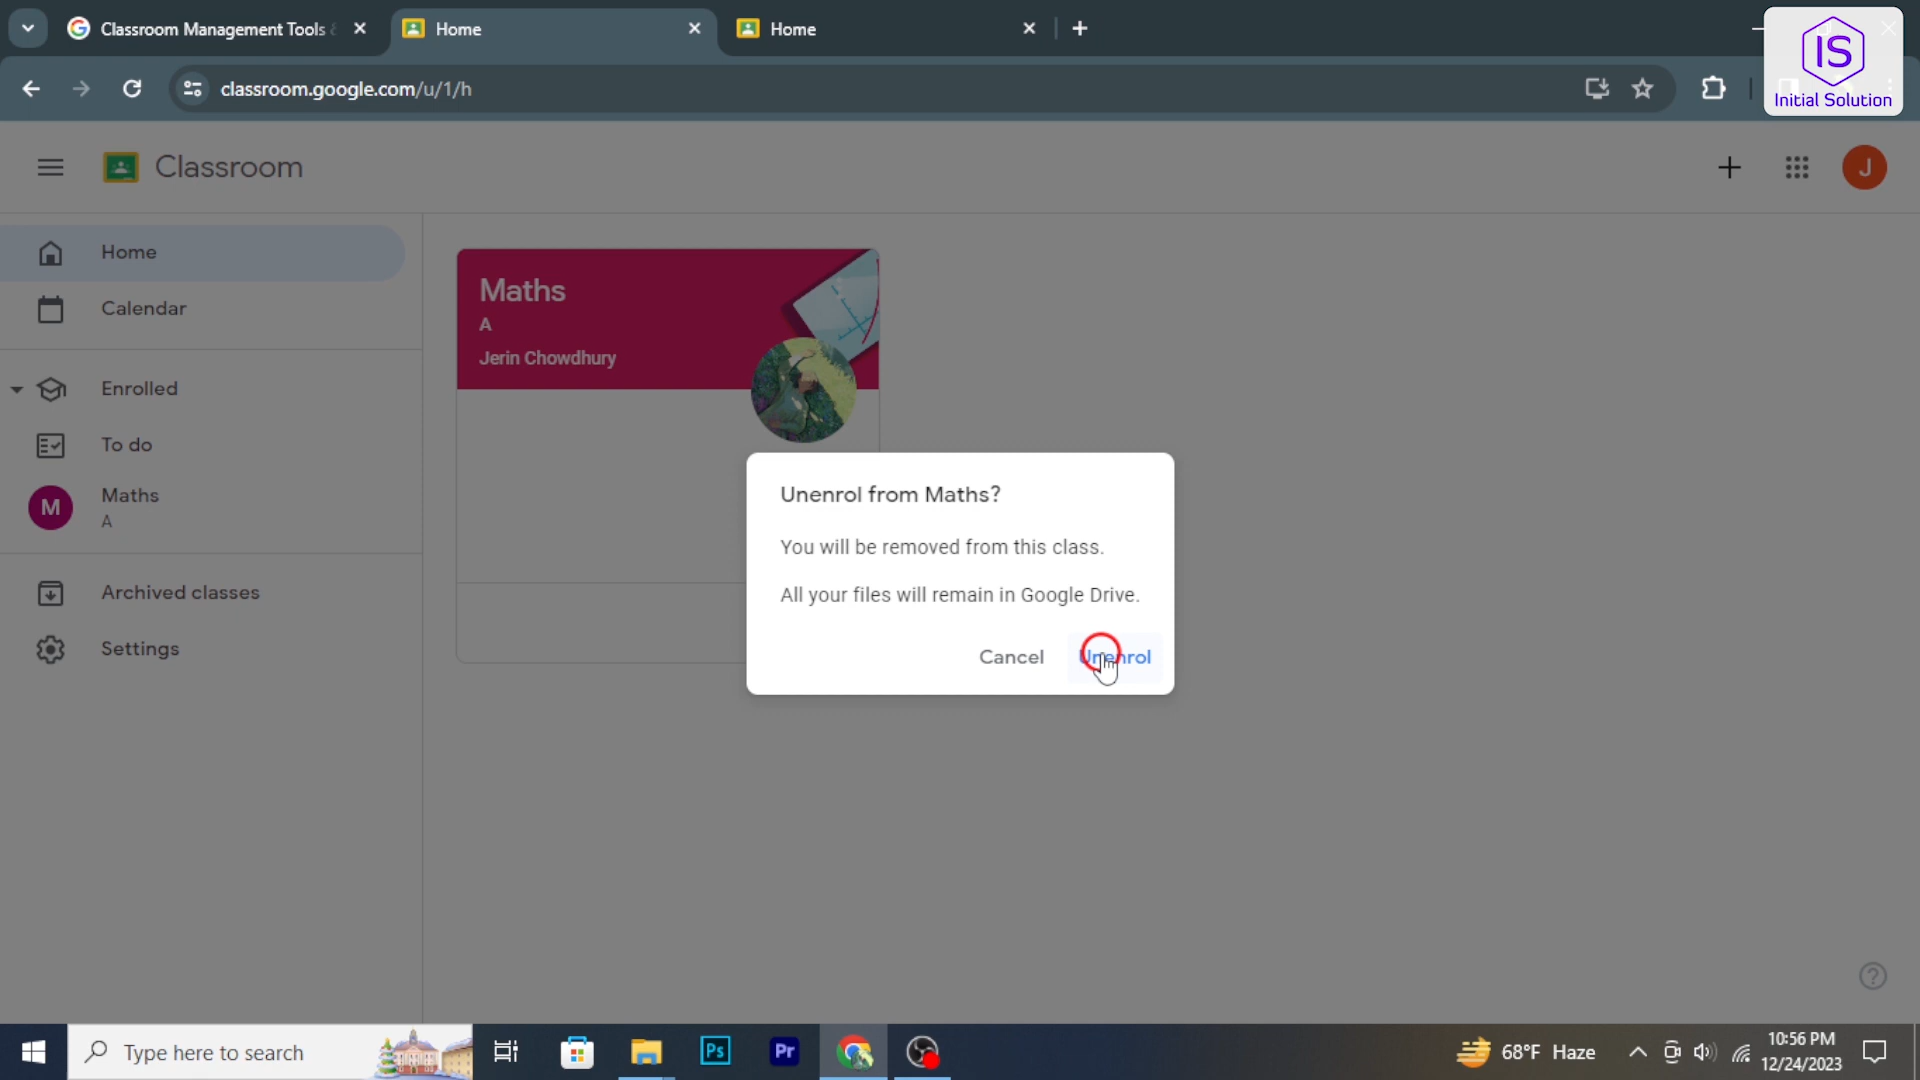 Classroom Management Tools &
Home
Home
classroom.google.com/u/1/h
IS
Initial Solution
Classroom
J
Home
Calendar
Enrolled
To do
M
Maths
A
Archived classes
Settings
Maths
A
Jerin Chowdhury
Unenrol from Maths?
You will be removed from this class.
All your files will remain in Google Drive.
Cancel
Unenrol
Type here to search
Ps
Pr
68°F Haze
10:56 PM
12/24/2023